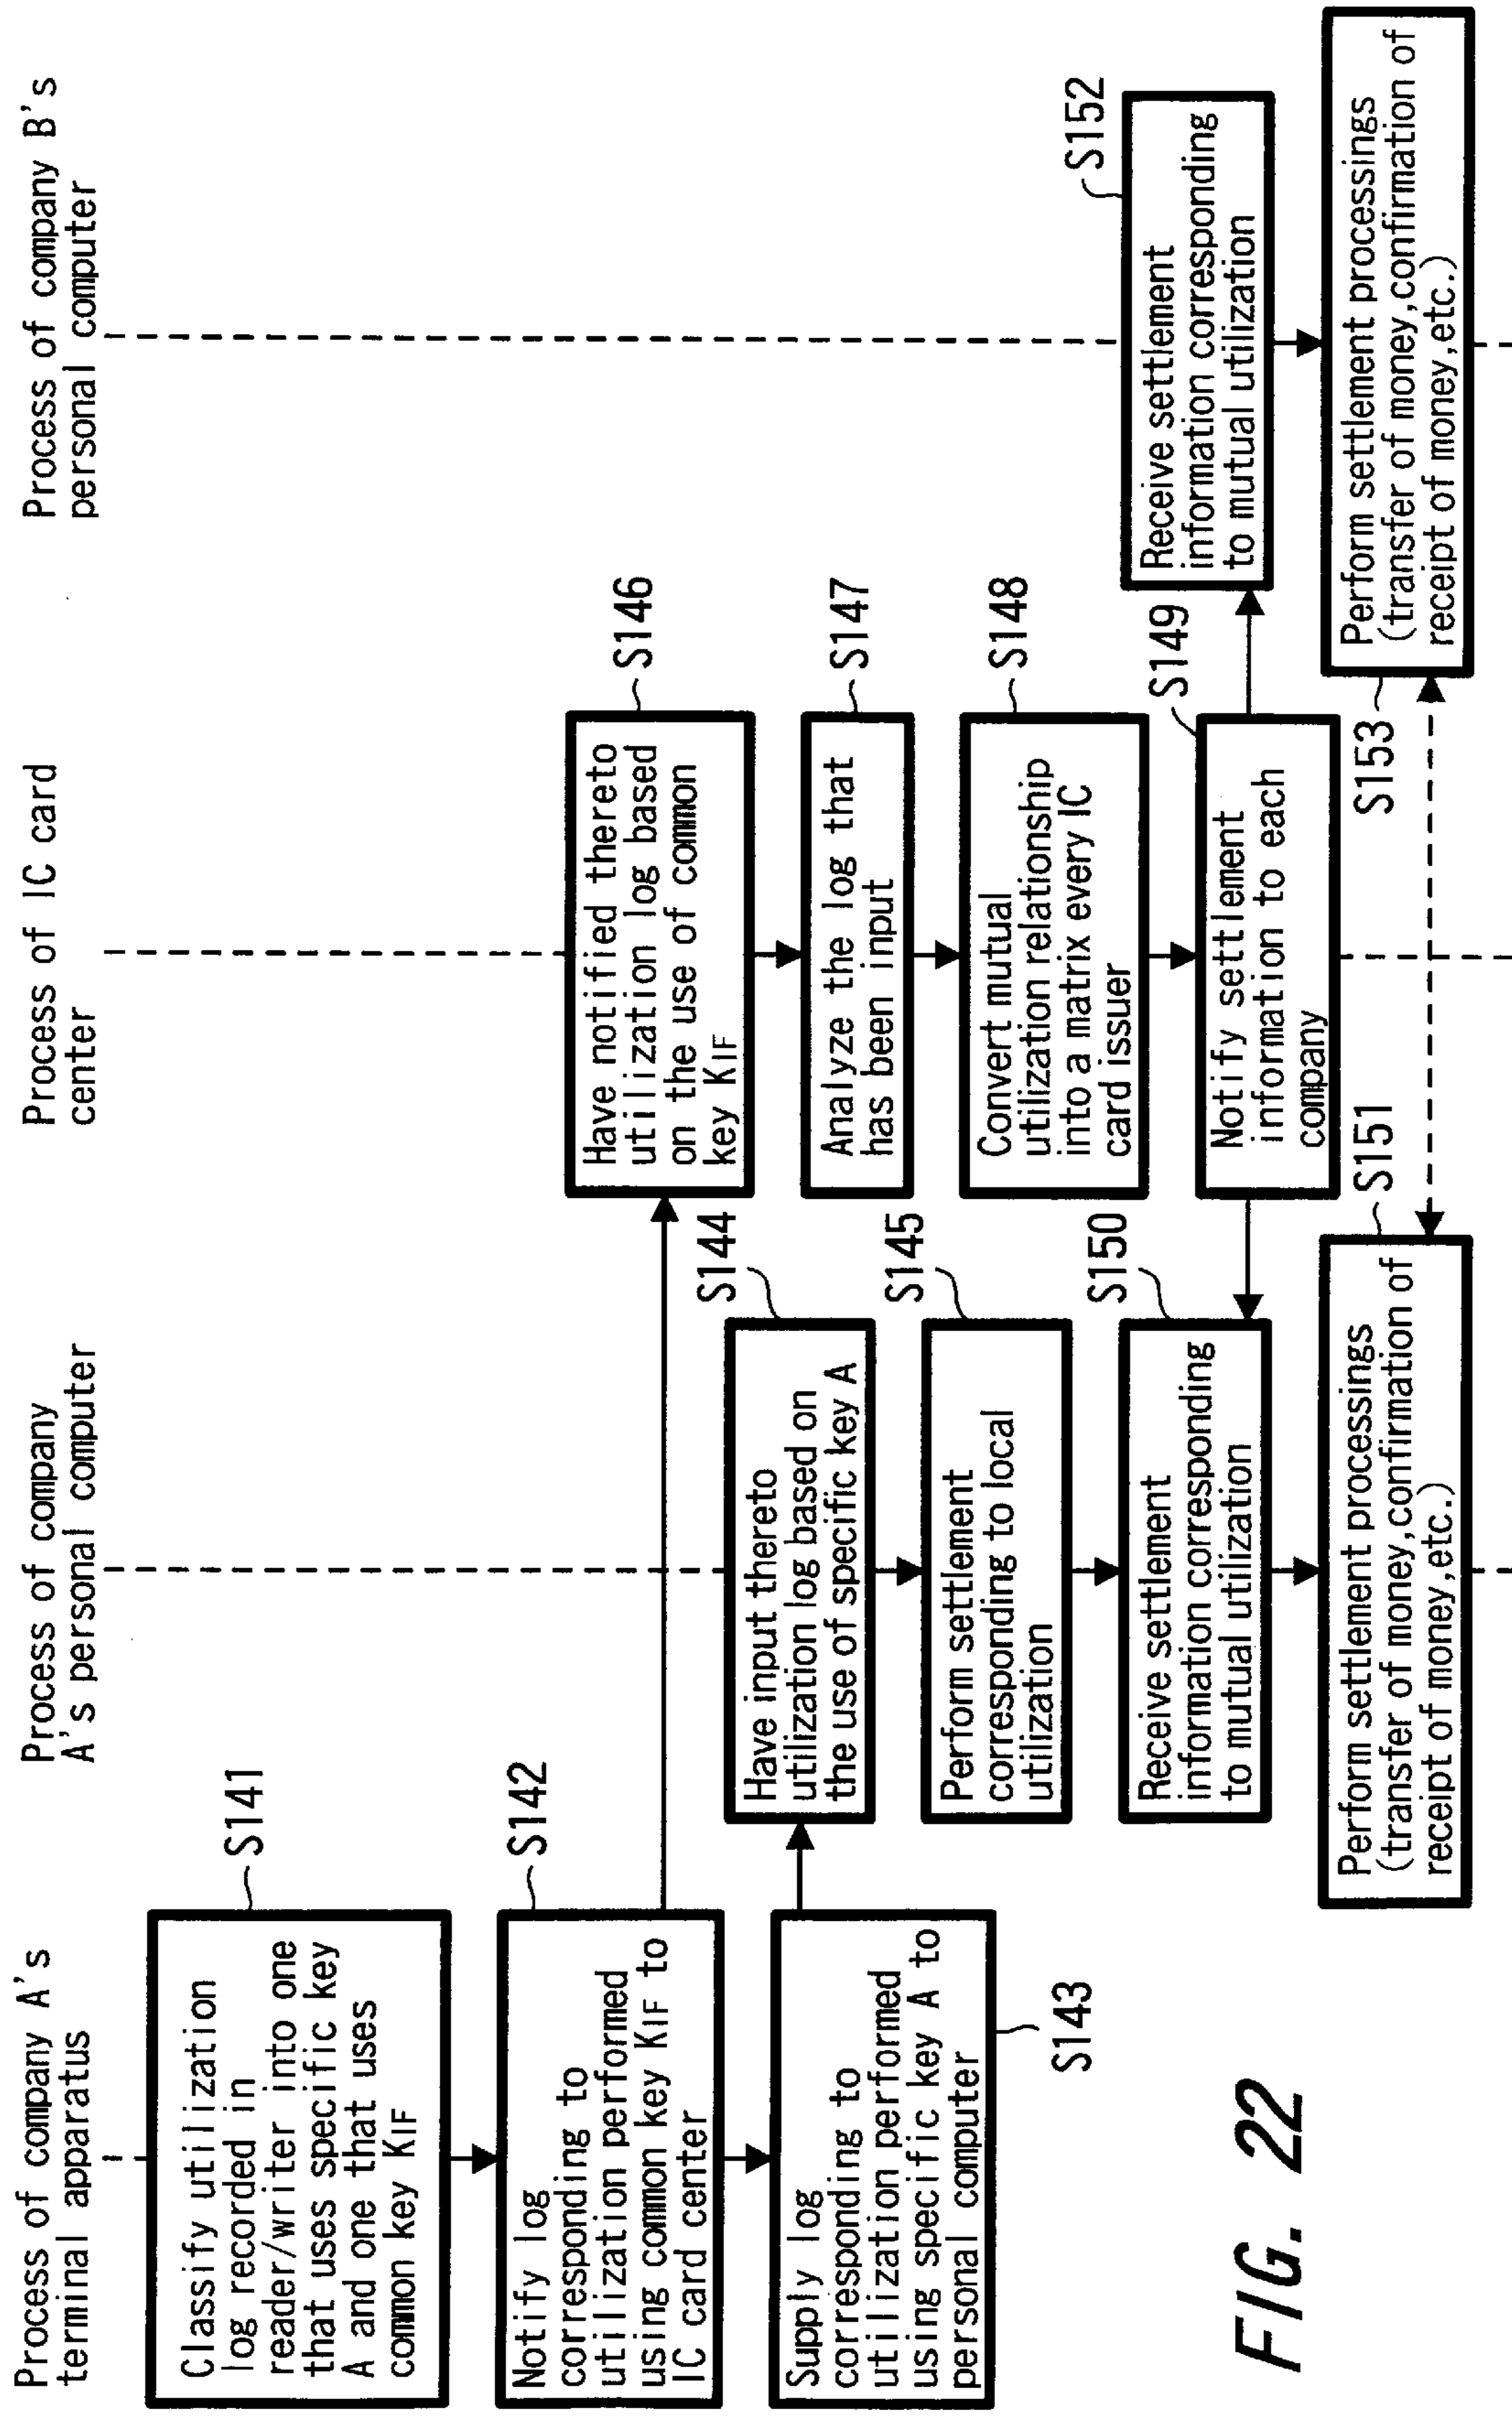 Process of company A's
terminal apparatus
Process of company
A's personal computer
Process of IC card
center
Process of company B's
personal computer
S141
Classify utilization
log recorded in
reader/writer into one
that uses specific key
A and one that uses
common key KIF
S142
Notify log
corresponding to
utilization performed
using common key KIF to
IC card center
Supply log
corresponding to
utilization performed
using specific key A to
personal computer
S143
S144
Have input thereto
utilization log based on
the use of specific key A
S145
Perform settlement
corresponding to local
utilization
S150
Receive settlement
information corresponding
to mutual utilization
S151
Perform settlement processings
(transfer of money,confirmation of
receipt of money,etc.)
S146
Have notified thereto
utilization log based
on the use of common
key KIF
S147
Analyze the log that
has been input
S148
Convert mutual
utilization relationship
into a matrix every IC
card issuer
S149
Notify settlement
information to each
company
S152
Receive settlement
information corresponding
to mutual utilization
S153
Perform settlement processings
(transfer of money,confirmation of
receipt of money,etc.)
FIG. 22